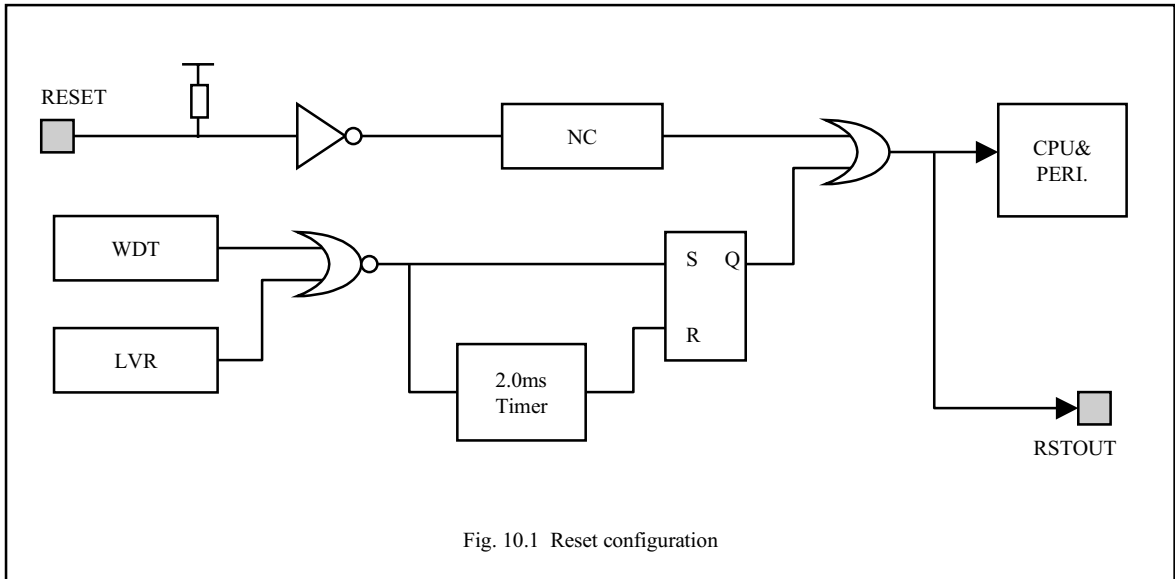 RESET
NC
CPU&
PERI.
WDT
S Q
R
LVR
2.0ms
Timer
RSTOUT
Fig. 10.1 Reset configuration